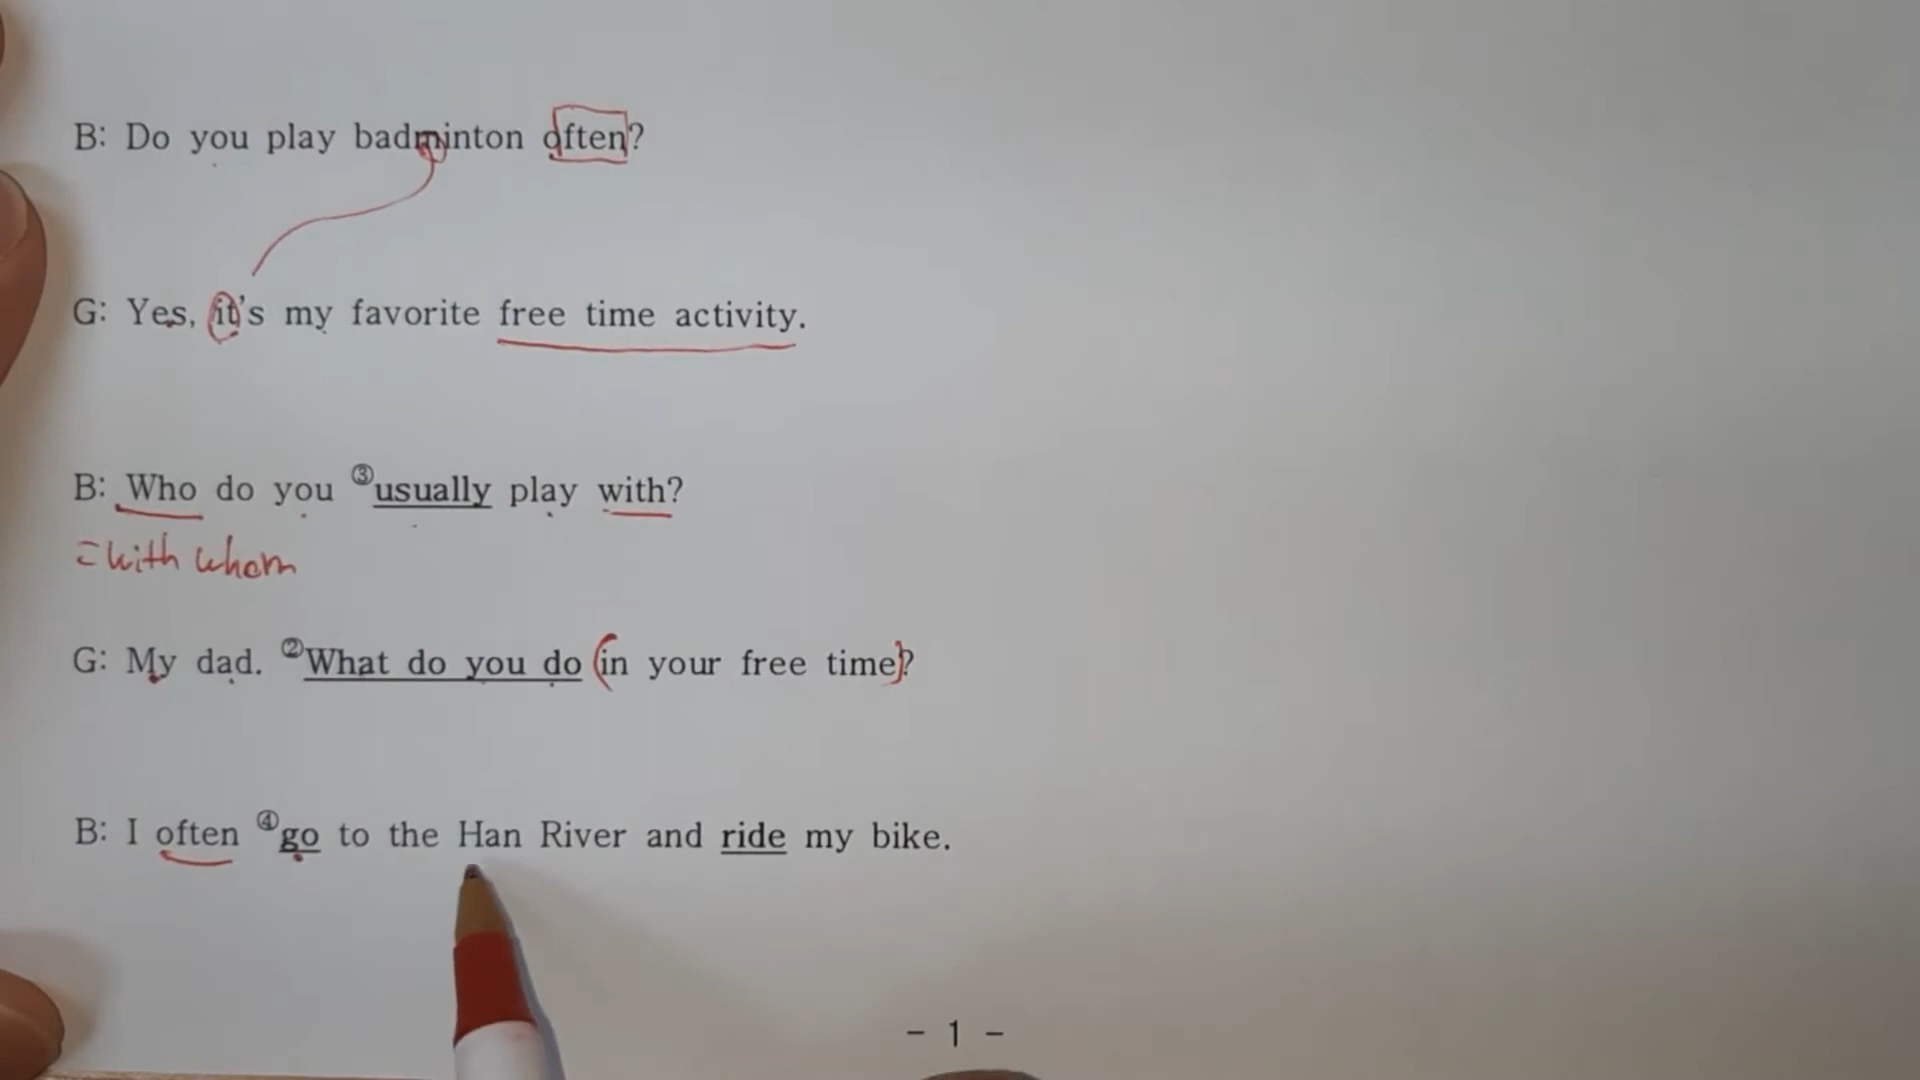 B: Do you play badminton often?
G: Yes, it's my favorite free time activity.
B: Who do you ③usually play with?
= with whom
G: My dad. ②What do you do (in your free time)?
B: I often ④go to the Han River and ride my bike.
- 1 -